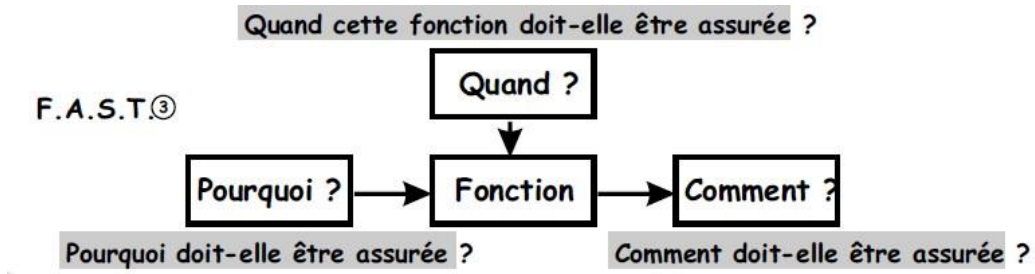 Quand cette fonction doit-elle être assurée ?
Quand ?
F.A.S.T.③
Pourquoi ?
Fonction
Comment ?
Pourquoi doit-elle être assurée ?
Comment doit-elle être assurée ?